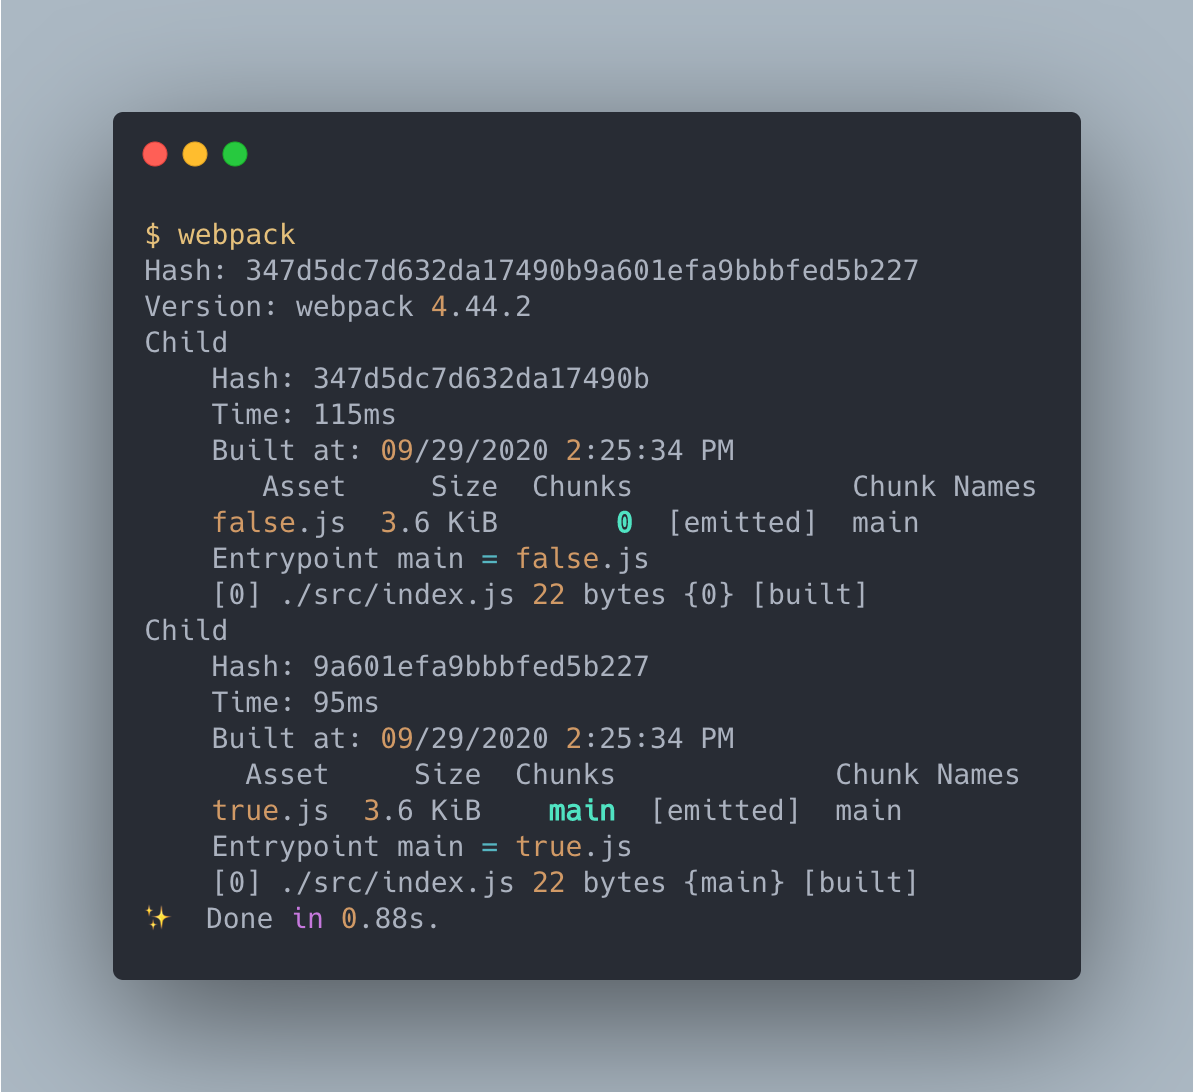 $ webpack
Hash: 347d5dc7d632da17490b9a601efa9bbbfed5b227
Version: webpack 4.44.2
Child
    Hash: 347d5dc7d632da17490b
    Time: 115ms
    Built at: 09/29/2020 2:25:34 PM
       Asset     Size  Chunks             Chunk Names
    false.js  3.6 KiB       0  [emitted]  main
    Entrypoint main = false.js
    [0] ./src/index.js 22 bytes {0} [built]
Child
    Hash: 9a601efa9bbbfed5b227
    Time: 95ms
    Built at: 09/29/2020 2:25:34 PM
      Asset     Size  Chunks             Chunk Names
    true.js  3.6 KiB    main  [emitted]  main
    Entrypoint main = true.js
    [0] ./src/index.js 22 bytes {main} [built]
✨  Done in 0.88s.